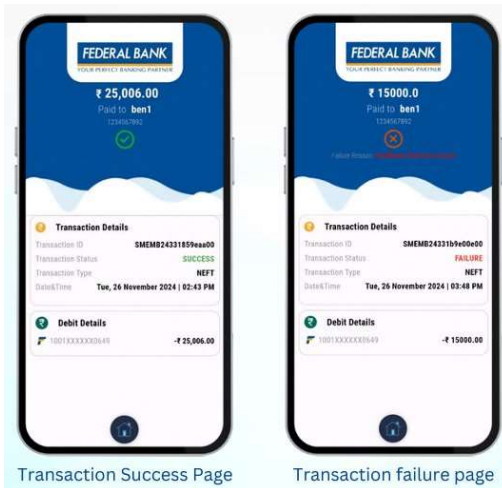 FEDERAL BANK
YOUR PERFECT BANKING PARTNER
₹ 25,006.00
Paid to ben1
1234567892
Transaction Details
Transaction ID SMEMB24331859eaa00
Transaction Status SUCCESS
Transaction Type NEFT
Date&Time Tue, 26 November 2024 | 02:43 PM
Debit Details
1001XXXXXX0649 -₹ 25,006.00
Transaction Success Page
FEDERAL BANK
YOUR PERFECT BANKING PARTNER
₹ 15000.0
Paid to ben1
1234567892
Failure Reason:
Transaction Details
Transaction ID SMEMB24331b9e00e00
Transaction Status FAILURE
Transaction Type NEFT
Date&Time Tue, 26 November 2024 | 03:48 PM
Debit Details
1001XXXXXX0649 -₹ 15000.00
Transaction failure page